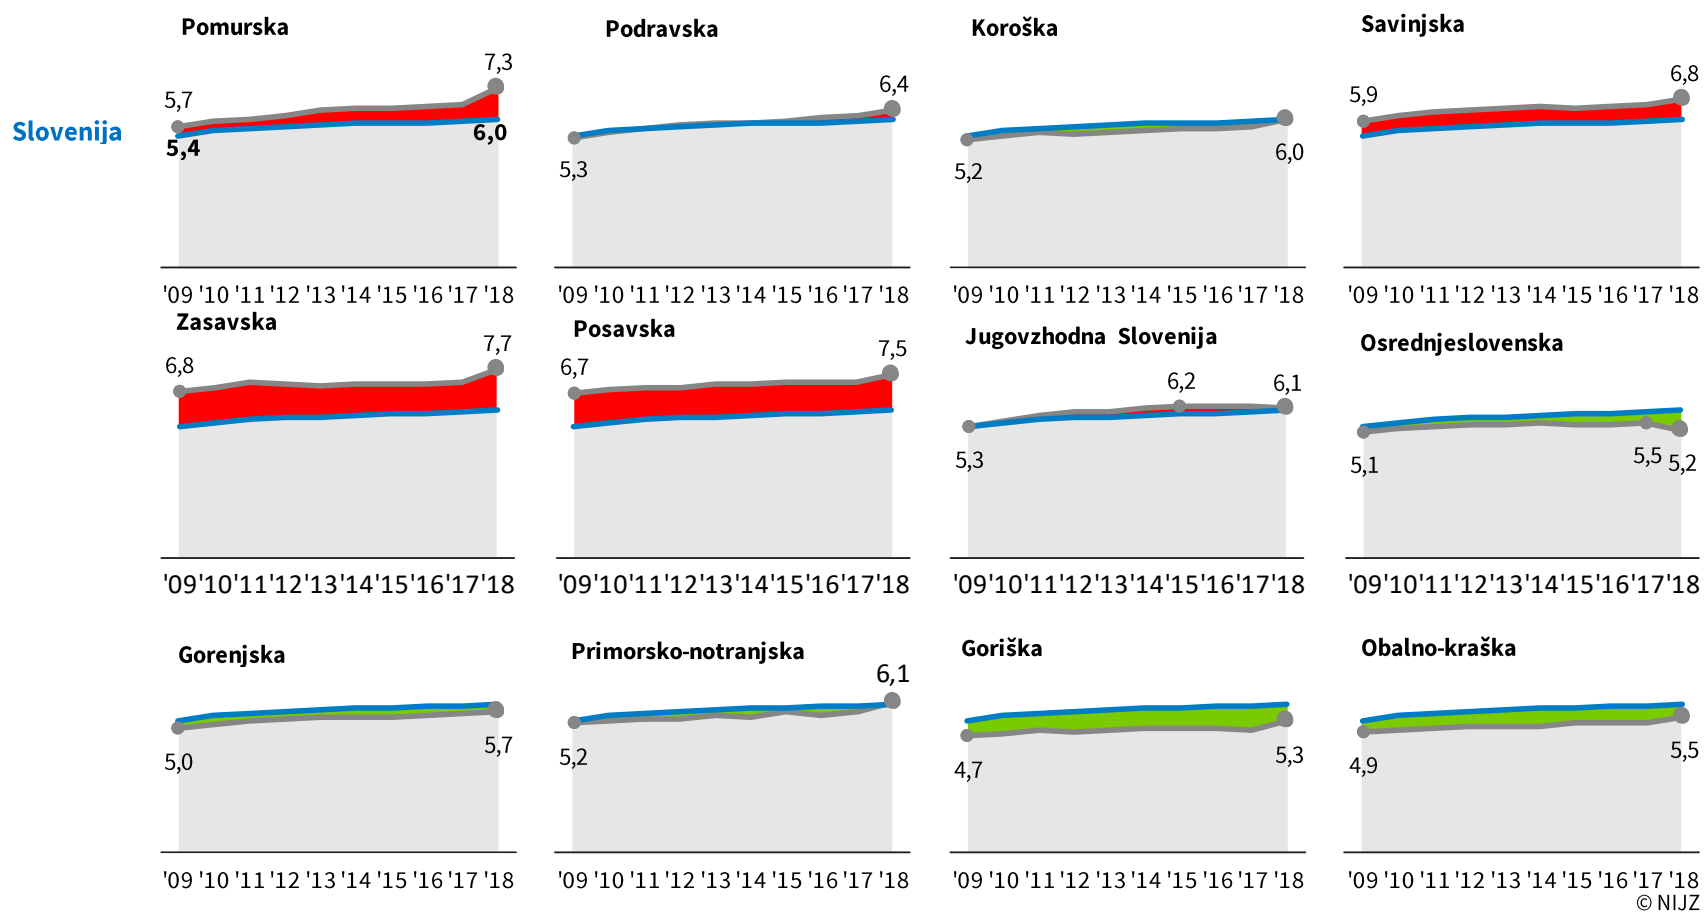 Pomurska
Podravska
Koroška
Savinjska
7,3
5,7
Slovenija
5,4
6,0
6,4
5,3
5,2
6,0
5,9
6,8
'09 '10 '11 '12 '13 '14 '15 '16 '17 '18
'09 '10 '11 '12 '13 '14 '15 '16 '17 '18
'09 '10 '11 '12 '13 '14 '15 '16 '17 '18
'09 '10 '11 '12 '13 '14 '15 '16 '17 '18
Zasavska
Posavska
Jugovzhodna Slovenija
Osrednjeslovenska
6,8
7,7
6,7
7,5
5,3
6,2
6,1
5,1
5,5
5,2
'09 '10 '11 '12 '13 '14 '15 '16 '17 '18
'09 '10 '11 '12 '13 '14 '15 '16 '17 '18
'09 '10 '11 '12 '13 '14 '15 '16 '17 '18
'09 '10 '11 '12 '13 '14 '15 '16 '17 '18
Gorenjska
Primorsko-notranjska
Goriška
Obalno-kraška
5,0
5,7
5,2
6,1
4,7
5,3
4,9
5,5
'09 '10 '11 '12 '13 '14 '15 '16 '17 '18
'09 '10 '11 '12 '13 '14 '15 '16 '17 '18
'09 '10 '11 '12 '13 '14 '15 '16 '17 '18
'09 '10 '11 '12 '13 '14 '15 '16 '17 '18
© NIJZ